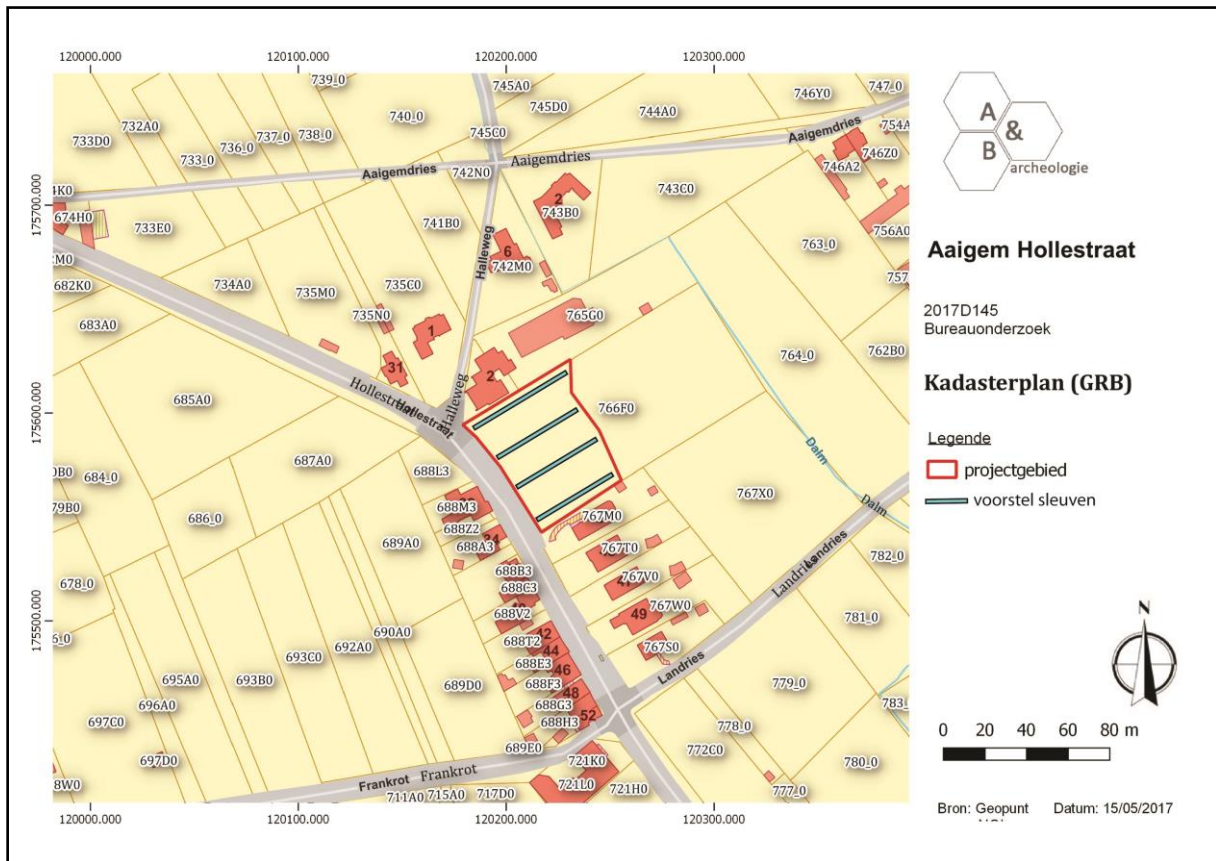 120000.000 120100.000 120200.000 120300.000
739_0 745A0 746Y0 747_0
740_0 745D0 744A0
732A0 736_0 737_0 738_0 745C0 754A
733D0 733_0 Aaigemdries
Aaigemdries Aaigemdries 746Z0
742N0 746A2
674H0 2 743C0
175700.000
733E0 741B0 743B0 756A0
Halleweg 6 763_0
682K0 734A0 735M0 735C0 742M0 757
683A0 735N0 765G0
1 764_0 762B0
31 2
Hollestraat Halleweg
Hollestraat
175600.000
685A0 766F0
687A0 688L3 Dalm
684_0 767X0
79B0 688M3 767M0 Dalm
686_0 688Z2
689A0 688A3 767T0 Landries
678_0 688B3 767V0 Landries 782_0
688C3 767W0
688V2 49
175500.000
690A0 42 781_0
692A0 688T2 44 767S0
693C0 688E3 46 Landries
695A0 693B0 689D0 688F3 48 779_0
696A0 688G3 52 783_
697C0 688H3 778_0
697D0 689E0 772C0
Frankrot Frankrot 721K0 780_0
8W0 721L0 721H0 777_0
711A0 715A0 717D0
120000.000 120100.000 120200.000 120300.000
A & B
archeologie
Aaigem Hollestraat
2017D145
Bureauonderzoek
Kadasterplan (GRB)
Legende
projectgebied
voorstel sleuven
N
0 20 40 60 80 m
Bron: Geopunt Datum: 15/05/2017